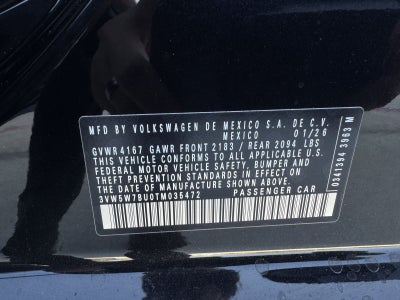 MFD BY VOLKSWAGEN DE MEXICO S.A. DE C.V.
MEXICO 01/26
GVWR 4167 GAWR FRONT 2183 / REAR 2094 LBS
THIS VEHICLE CONFORMS TO ALL APPLICABLE U.S.
FEDERAL MOTOR VEHICLE SAFETY, BUMPER AND
THEFT PREVENTION STANDARDS IN EFFECT ON
THE DATE OF MANUFACTURE SHOWN ABOVE.
3VW5W7BU0TM035472 PASSENGER CAR
0341394 3963 M